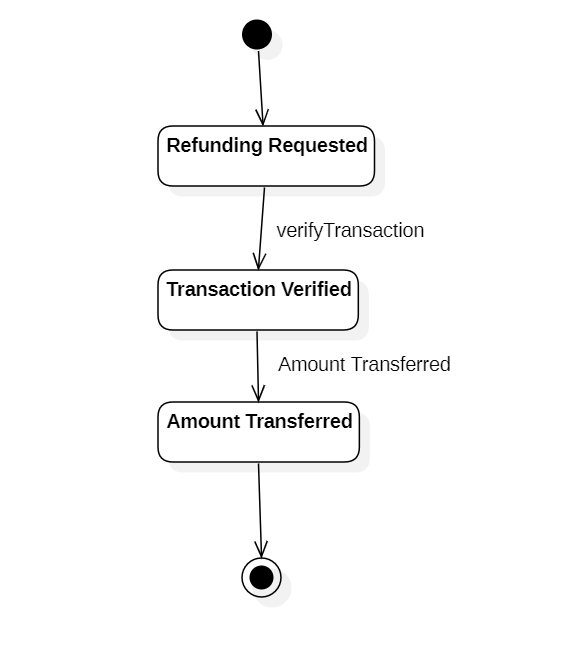 Refunding Requested
verifyTransaction
Transaction Verified
Amount Transferred
Amount Transferred